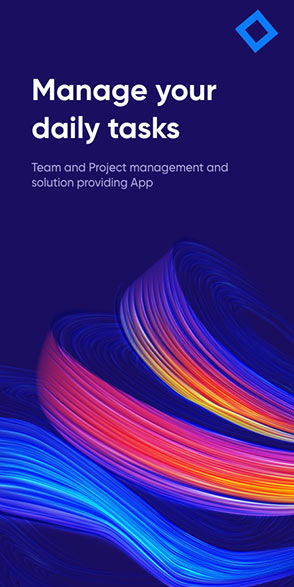 Manage your
daily tasks
Team and Project management and
solution providing App